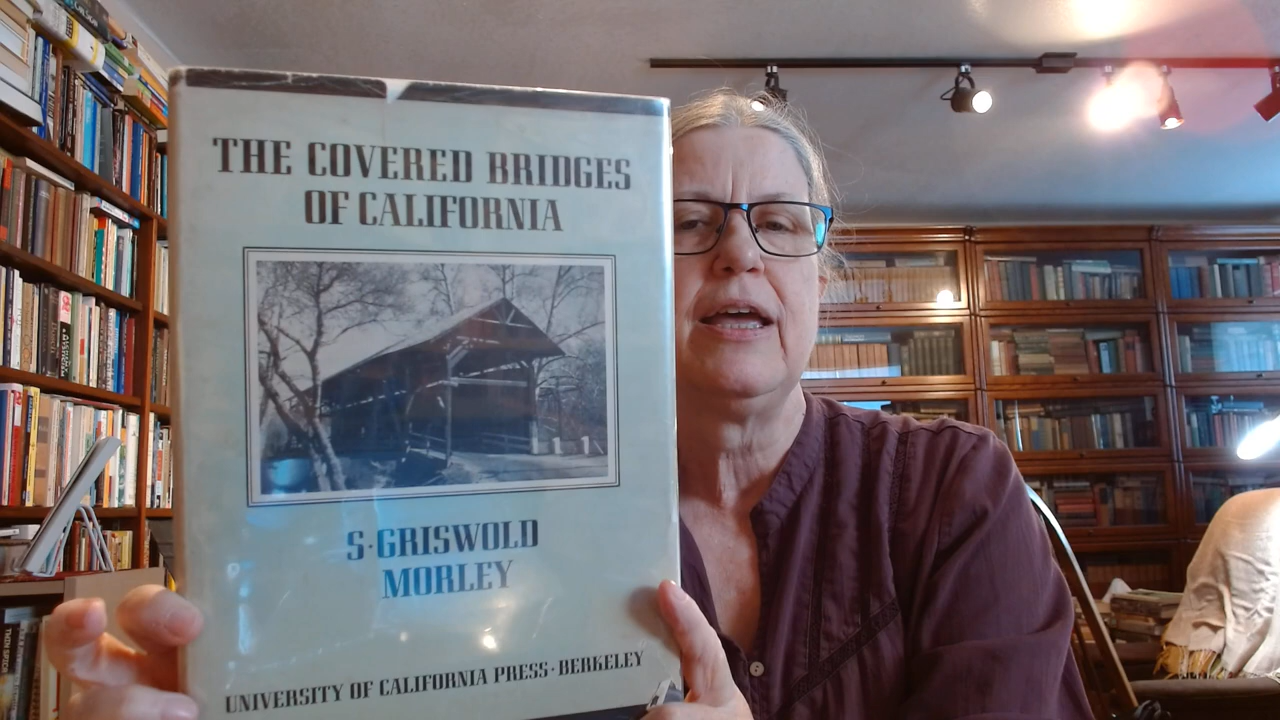 THE COVERED BRIDGES
OF CALIFORNIA
S·GRISWOLD
MORLEY
UNIVERSITY OF CALIFORNIA PRESS·BERKELEY